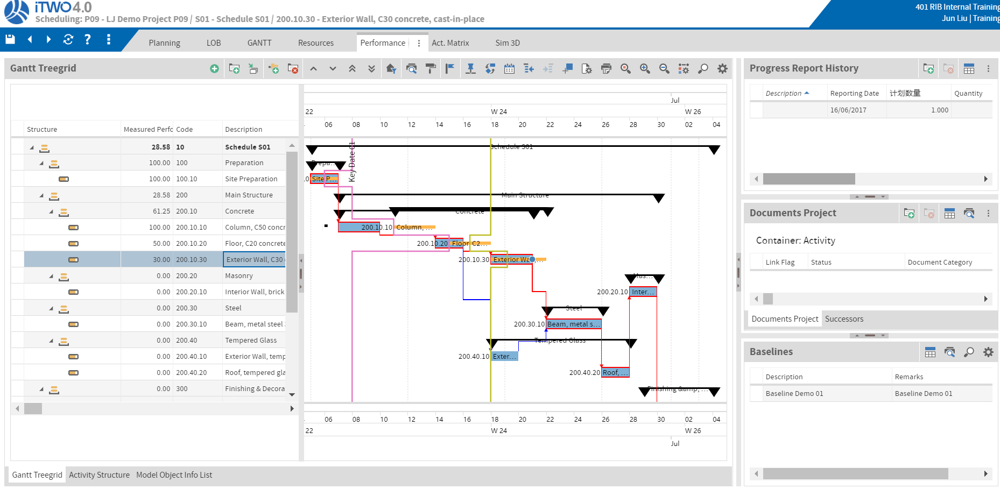 iTWO 4.0
Scheduling: P09 - LJ Demo Project P09 / S01 - Schedule S01 / 200.10.30 - Exterior Wall, C30 concrete, cast-in-place
401 RIB Internal Training
Jun Liu | Training
Planning LOB GANTT Resources Performance Act. Matrix Sim 3D
Gantt Treegrid
Structure Measured Perfo Code Description
28.58 10 Schedule S01
100.00 100 Preparation
100.00 100.10 Site Preparation
28.58 200 Main Structure
61.25 200.10 Concrete
100.00 200.10.10 Column, C50 concr
50.00 200.10.20 Floor, C20 concrete
30.00 200.10.30 Exterior Wall, C30
0.00 200.20 Masonry
0.00 200.20.10 Interior Wall, brick
0.00 200.30 Steel
0.00 200.30.10 Beam, metal steel
0.00 200.40 Tempered Glass
0.00 200.40.10 Exterior Wall, temp
0.00 200.40.20 Roof, tempered gla
0.00 300 Finishing & Decora
Jul
22 W 24 W 26
06 08 10 12 14 16 18 20 22 24 26 28 30 02 04
Key Date 01
Schedule S01
Prepa...
.0 Site P...
Main Structure
Concrete
200.10.10 Column, ...
200.10.20 Floor, C2...
200.10.30 Exterior Wa...
Mas...
200.20.10 Inter...
Steel
200.30.10 Beam, metal s...
Tempered Glass
200.40.10 Exter...
200.40.20 Roof, ...
Finishing &amp; ...
06 08 10 12 14 16 18 20 22 24 26 28 30 02 04
22 W 24 W 26
Jul
Gantt Treegrid Activity Structure Model Object Info List
Progress Report History
Description Reporting Date 计划数量 Quantity
16/06/2017 1.000
Documents Project
Container: Activity
Link Flag Status Document Category
Documents Project Successors
Baselines
Description Remarks
Baseline Demo 01 Baseline Demo 01